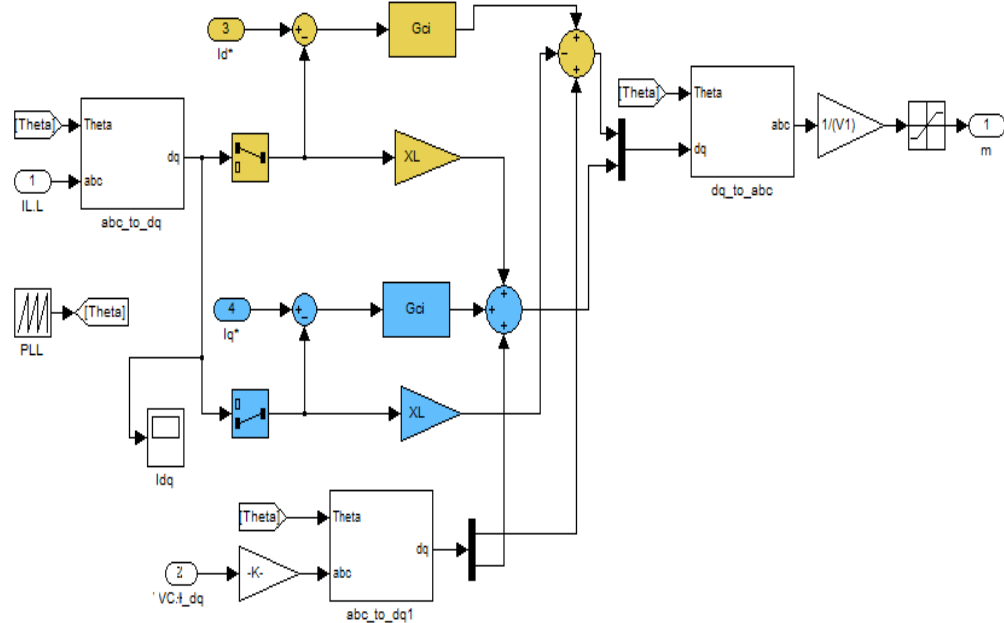 3
Id*
Gci
[Theta]
Theta
dq
abc
abc_to_dq
1
IL.L
XL
[Theta]
Theta
abc
dq
dq_to_abc
1/(V1)
1
m
PLL
[Theta]
4
Iq*
Gci
XL
Idq
[Theta]
Theta
dq
abc
abc_to_dq1
-K-
2